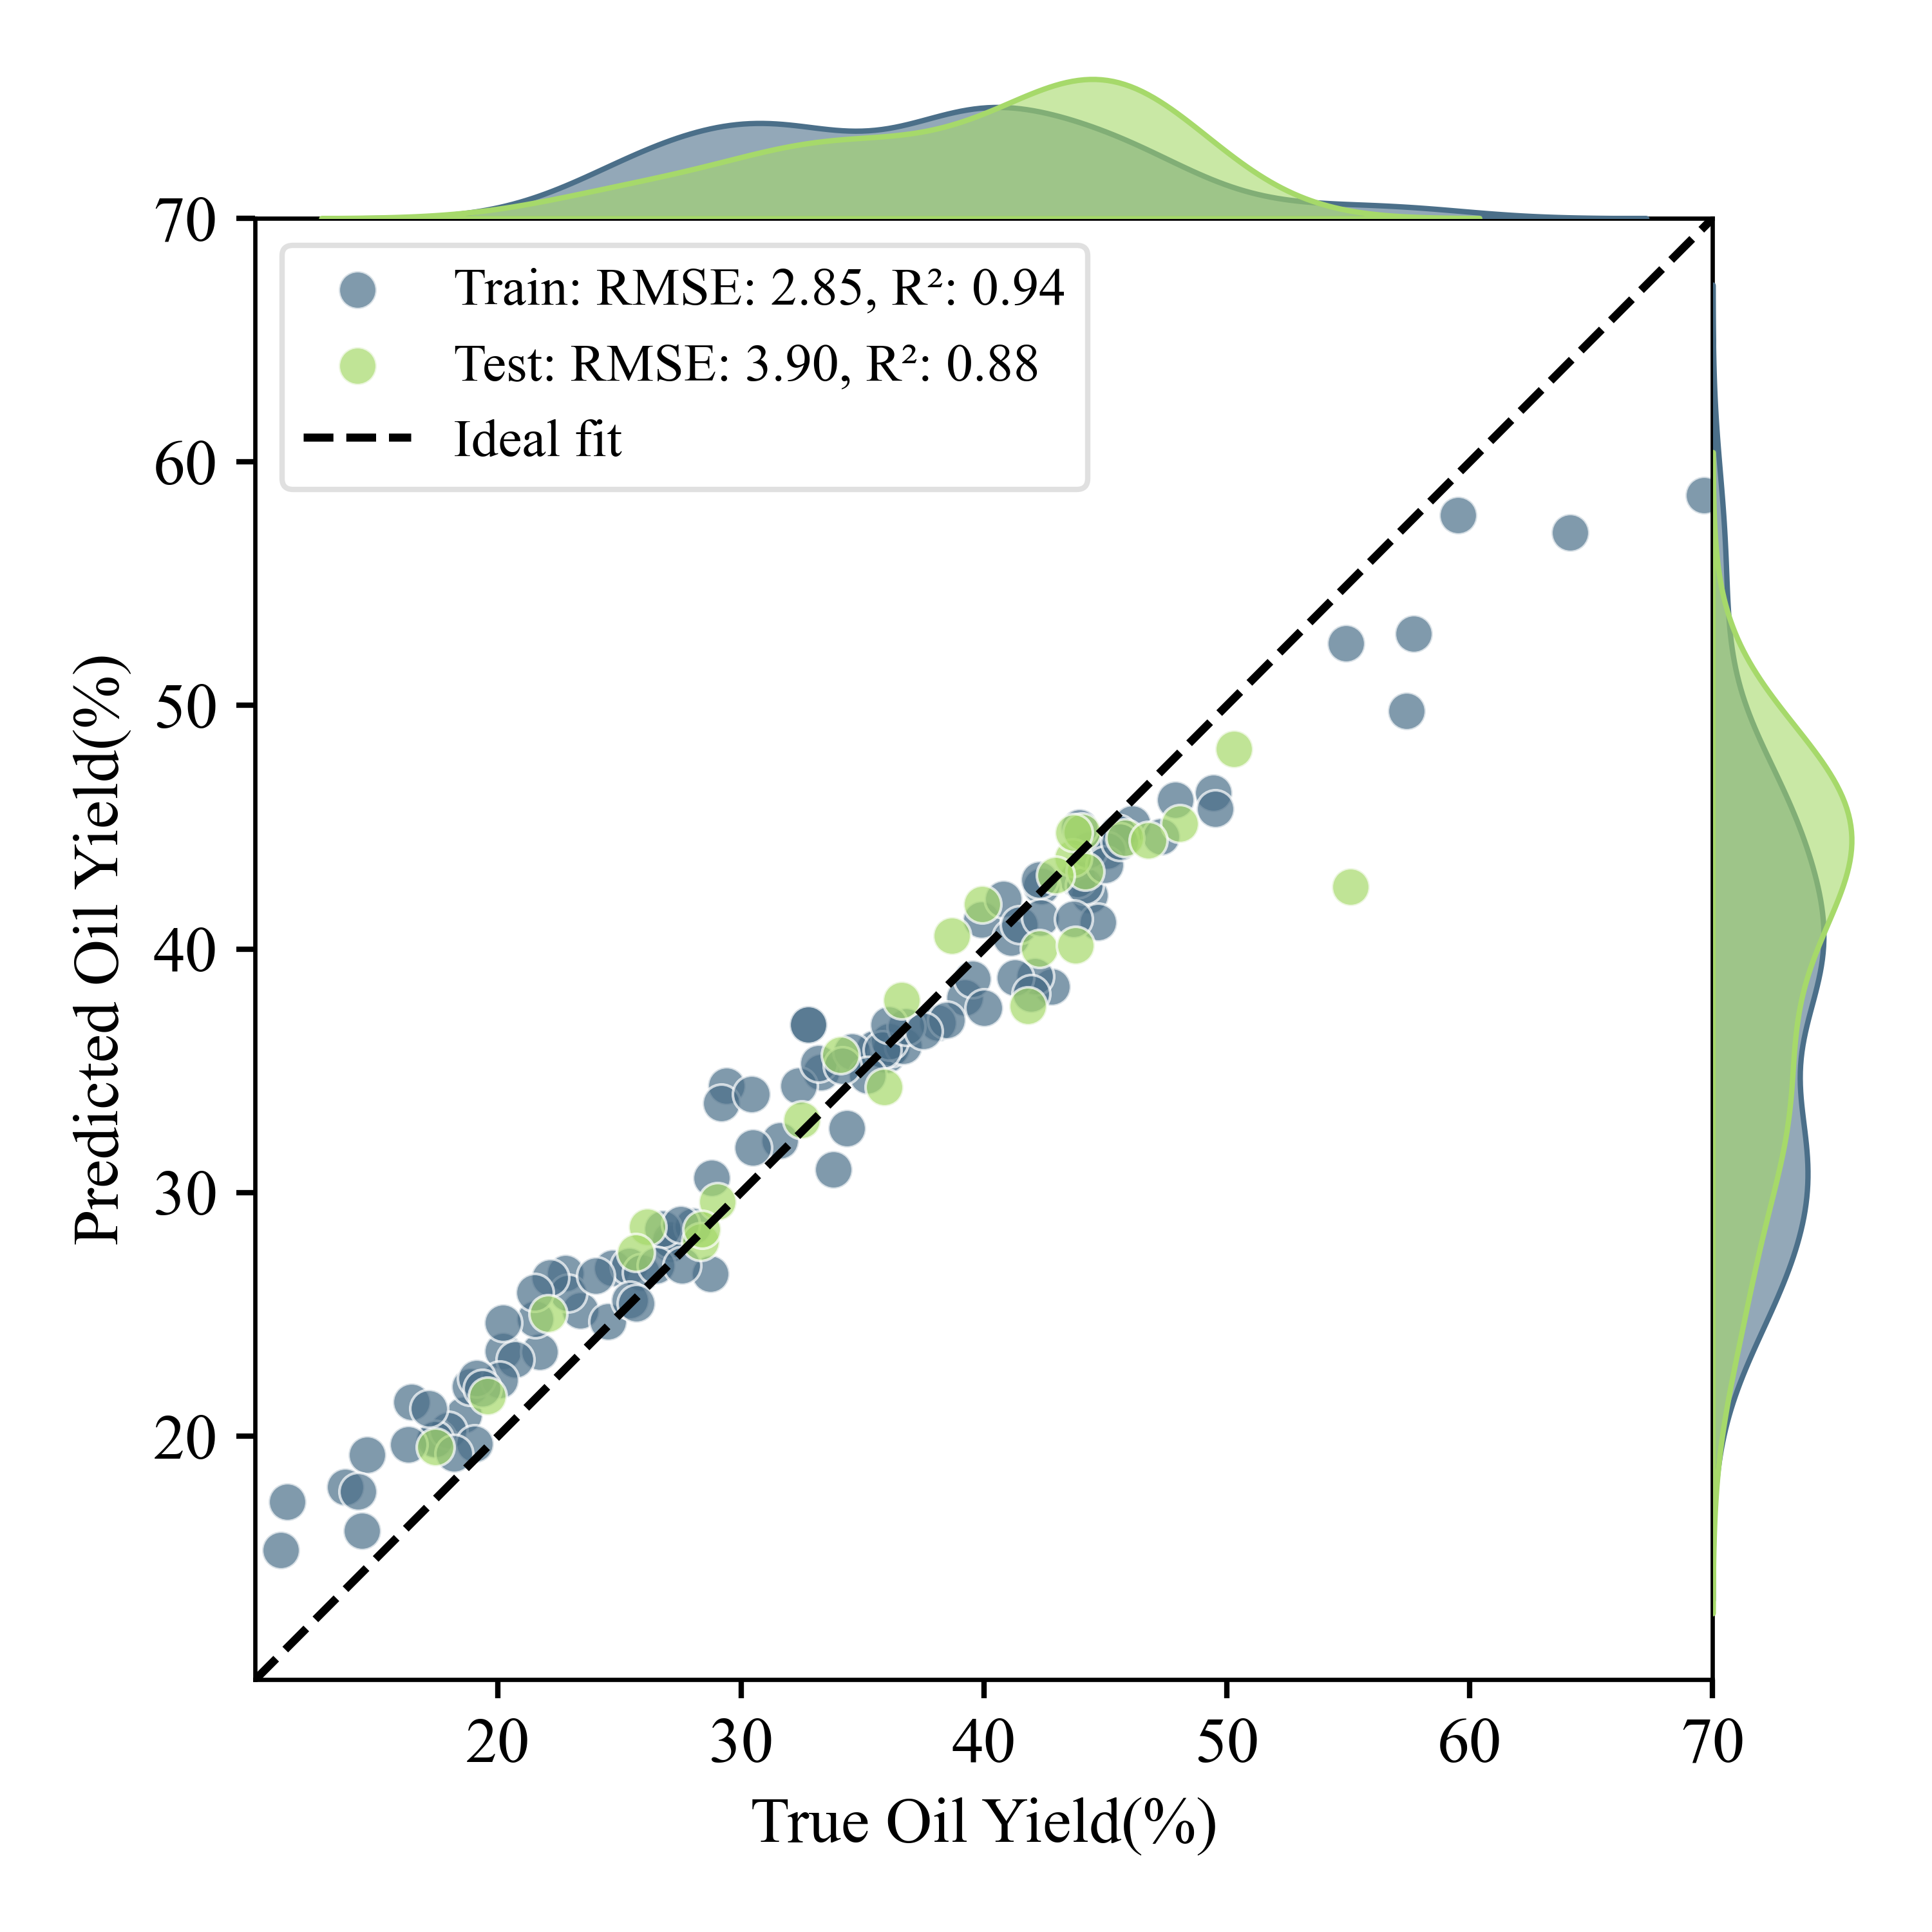 Train: RMSE: 2.85, R²: 0.94
Test: RMSE: 3.90, R²: 0.88
Ideal fit
70
60
50
40
30
20
Predicted Oil Yield(%)
20 30 40 50 60 70
True Oil Yield(%)